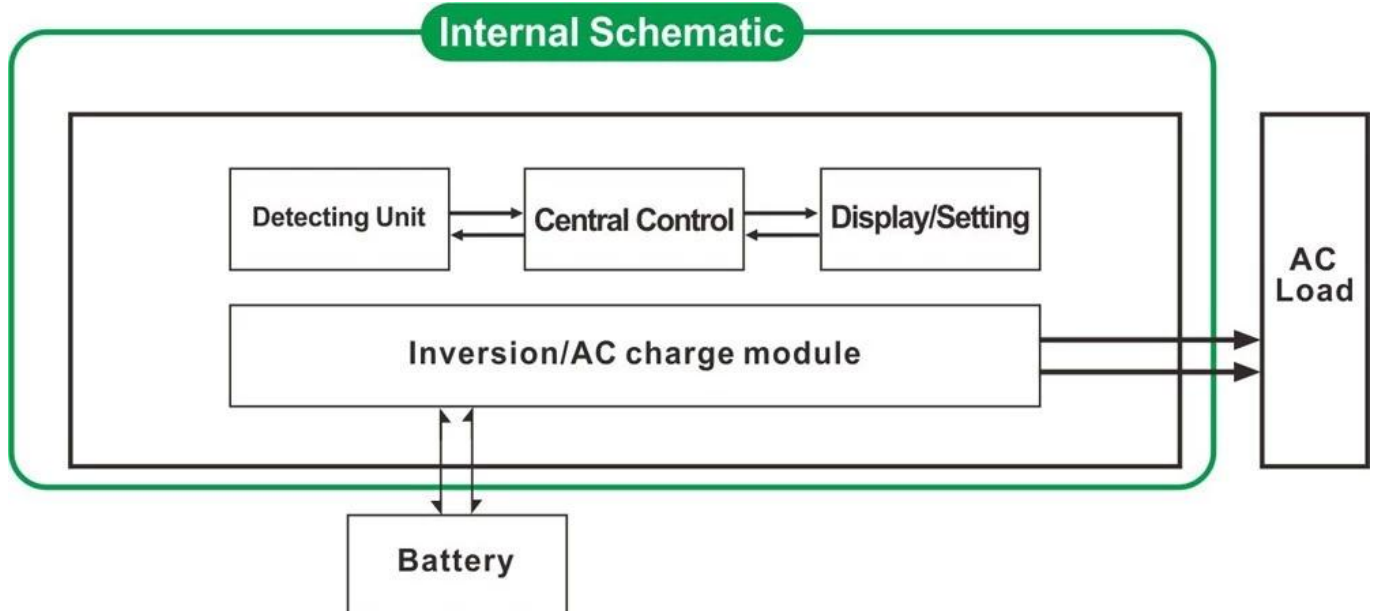 Internal Schematic
Detecting Unit
Central Control
Display/Setting
AC
Load
Inversion/AC charge module
Battery